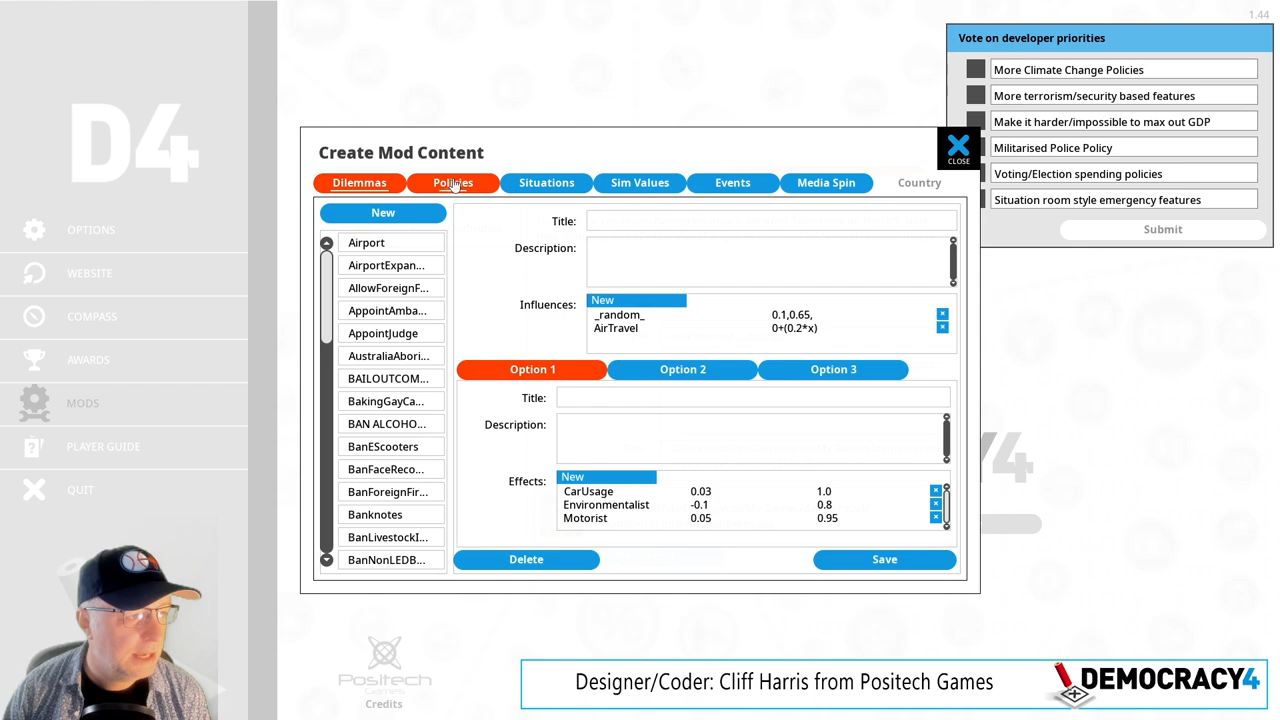 1.44
Vote on developer priorities
More Climate Change Policies
More terrorism/security based features
Make it harder/impossible to max out GDP
Militarised Police Policy
Voting/Election spending policies
Situation room style emergency features
Submit
D4
OPTIONS
WEBSITE
COMPASS
AWARDS
MODS
PLAYER GUIDE
QUIT
Create Mod Content
CLOSE
Dilemmas
Policies
Situations
Sim Values
Events
Media Spin
Country
New
Airport
AirportExpan...
AllowForeignF...
AppointAmba...
AppointJudge
AustraliaAbori...
BAILOUTCOM...
BakingGayCa...
BAN ALCOHO...
BanEScooters
BanFaceReco...
BanForeignFir...
Banknotes
BanLivestockI...
BanNonLEDB...
Title:
Description:
Influences:
New
_random_ 0.1,0.65,
AirTravel 0+(0.2*x)
Option 1
Option 2
Option 3
Title:
Description:
Effects:
New
CarUsage 0.03 1.0
Environmentalist -0.1 0.8
Motorist 0.05 0.95
Delete
Save
Positech
Games
Credits
Designer/Coder: Cliff Harris from Positech Games
DEMOCRACY4